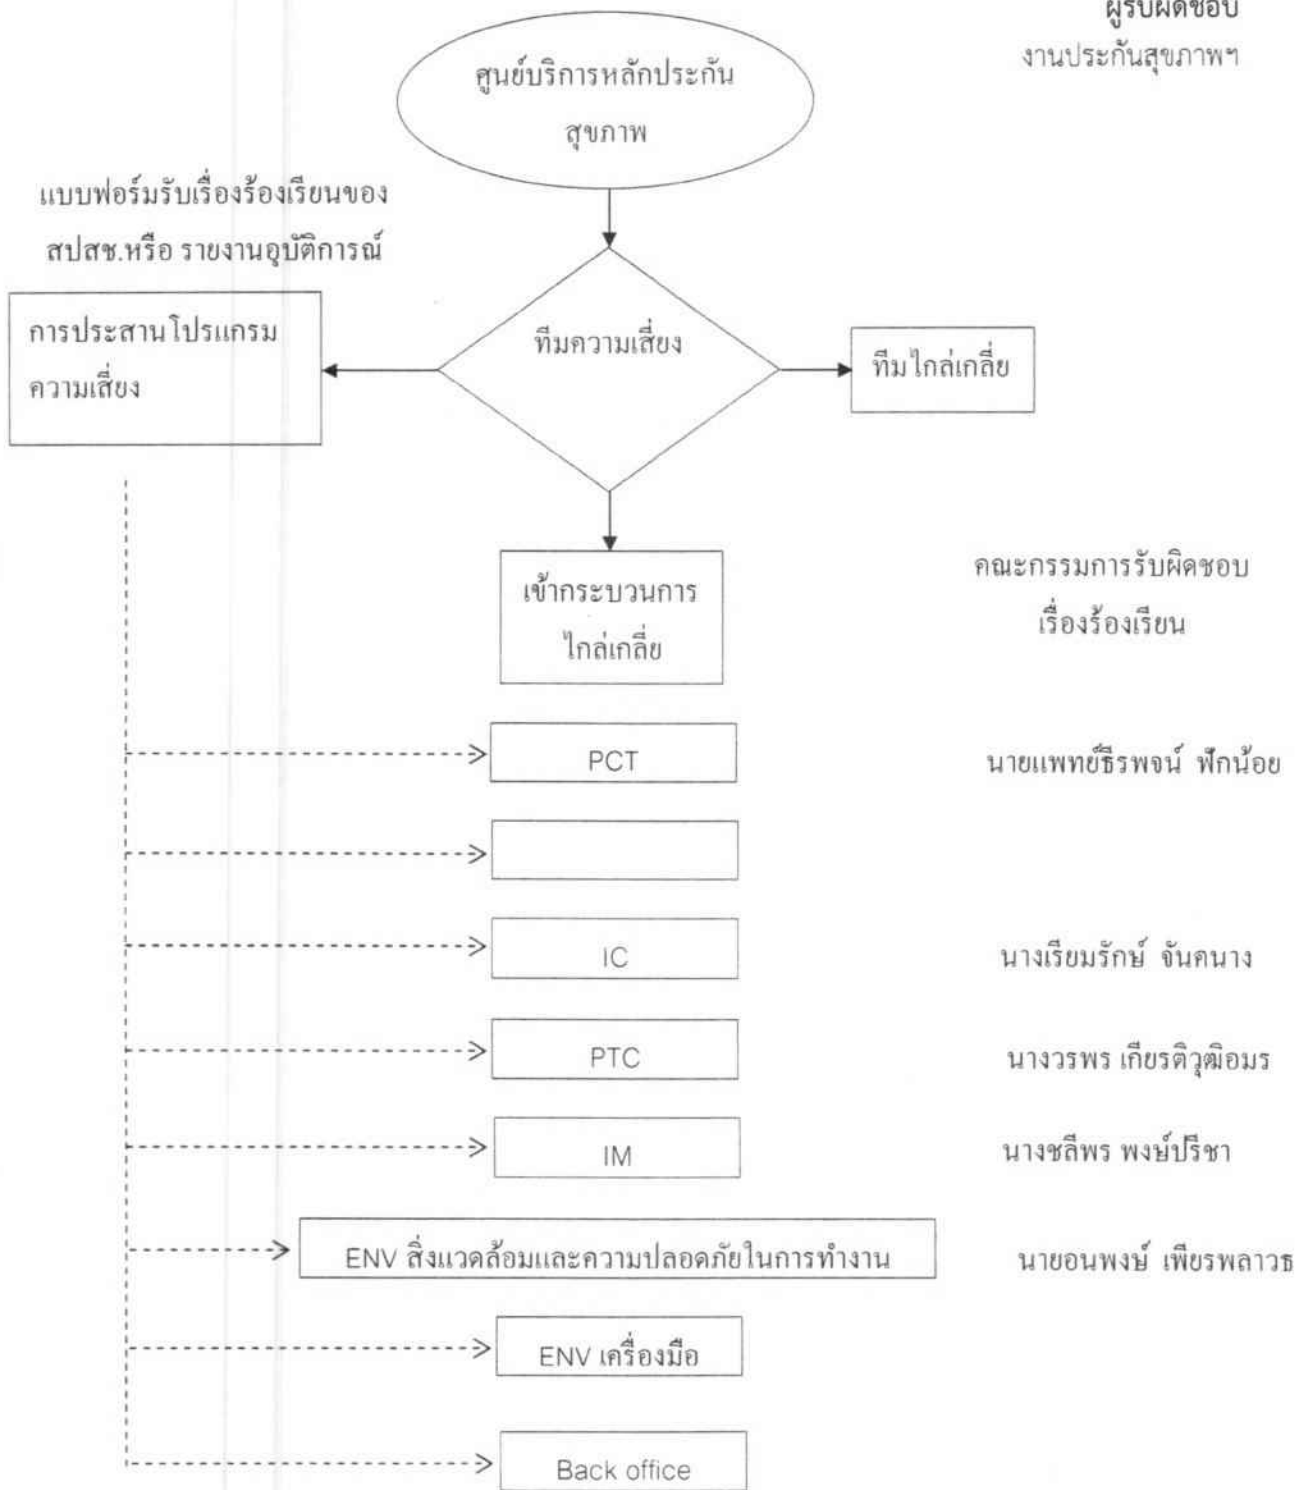 ผู้รับผิดชอบ
งานประกันสุขภาพฯ
ศูนย์บริการหลักประกัน
สุขภาพ
แบบฟอร์มรับเรื่องร้องเรียนของ
สปสช.หรือ รายงานอุบัติการณ์
การประสานโปรแกรม
ความเสี่ยง
ทีมความเสี่ยง
ทีมไกล่เกลี่ย
เข้ากระบวนการ
ไกล่เกลี่ย
คณะกรรมการรับผิดชอบ
เรื่องร้องเรียน
PCT
นายแพทย์ธีรพจน์ ฟักน้อย
IC
นางเรียมรักษ์ จันคนาง
PTC
นางวรพร เกียรติวุฒิอมร
IM
นางชลีพร พงษ์ปรีชา
ENV สิ่งแวดล้อมและความปลอดภัยในการทำงาน
นายอนพงษ์ เพียรพลาวธ
ENV เครื่องมือ
Back office